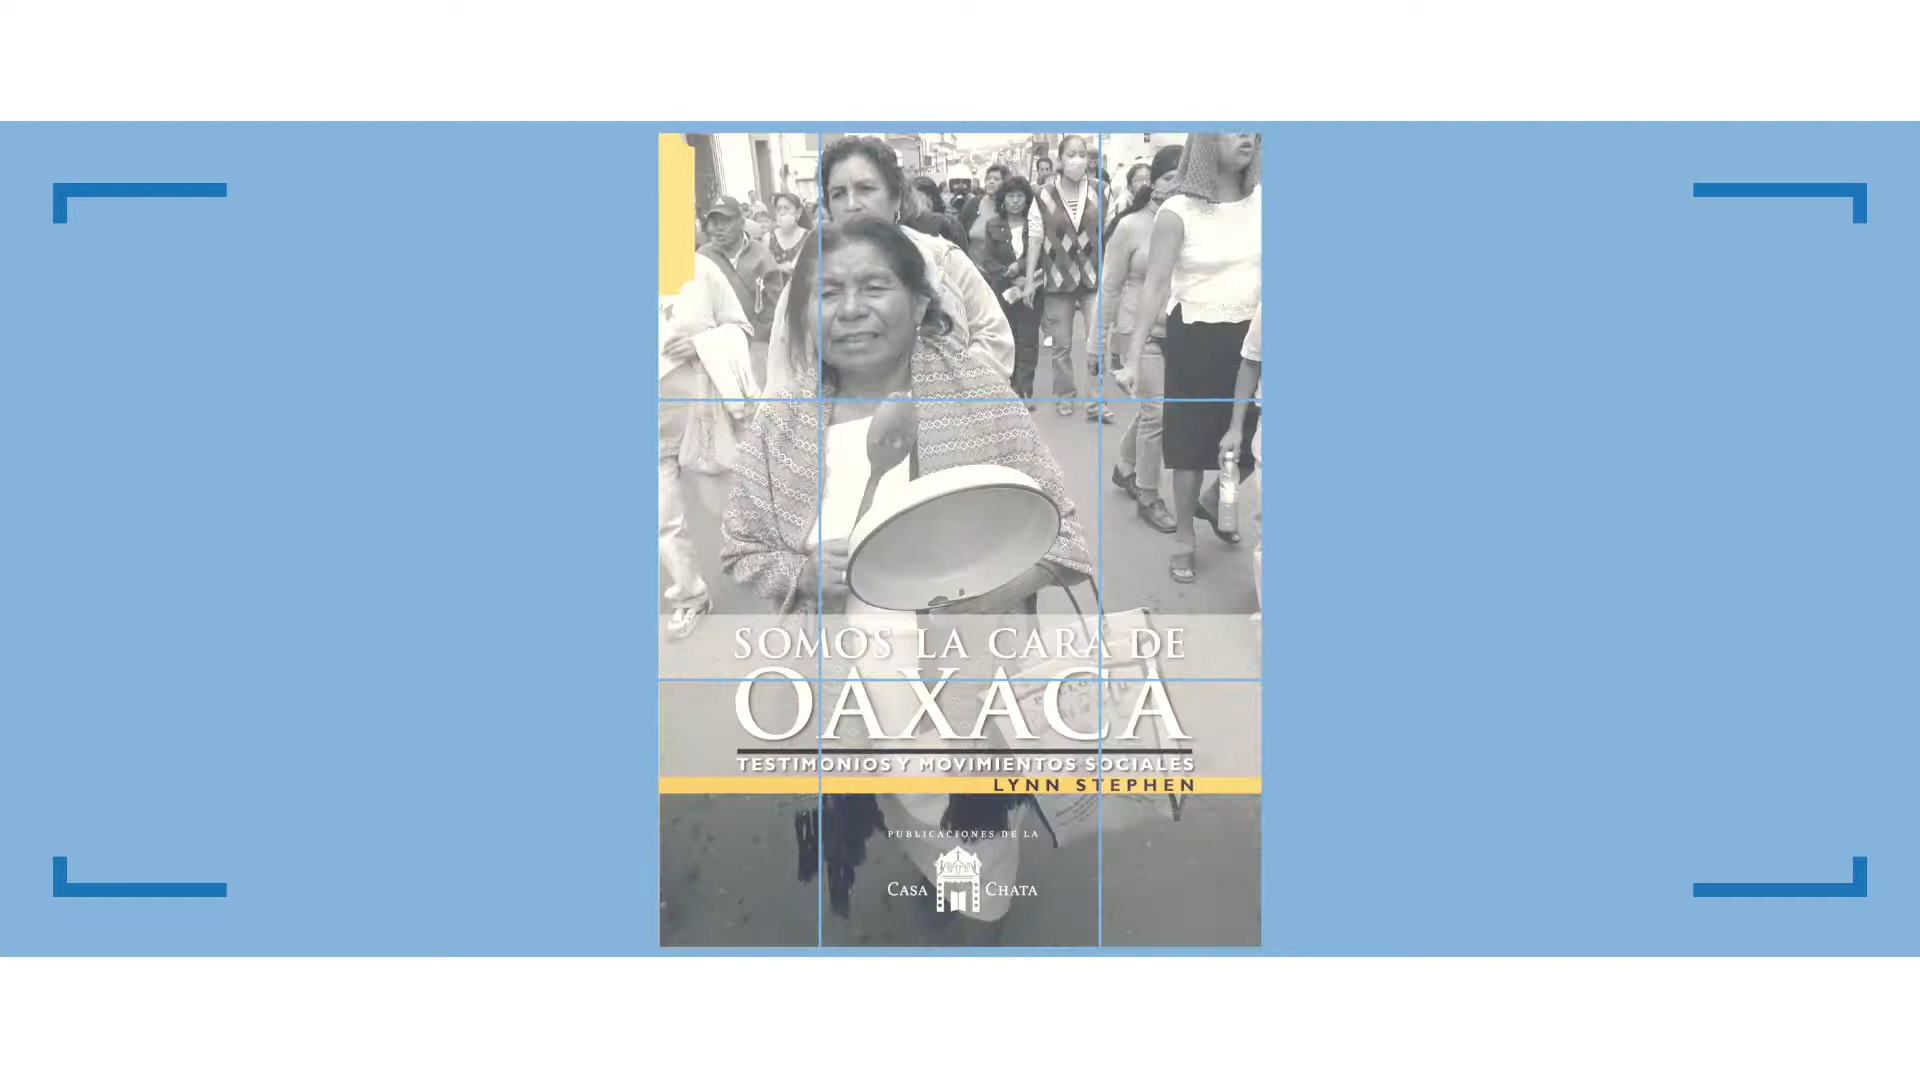 SOMOS LA CARA DE
OAXACA
TESTIMONIOS Y MOVIMIENTOS SOCIALES
LYNN STEPHEN
PUBLICACIONES DE LA
CASA CHATA